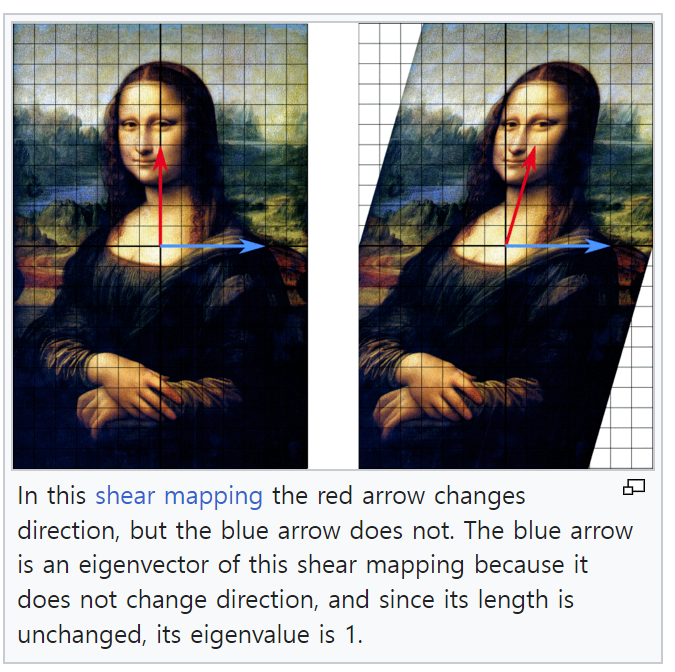 In this shear mapping the red arrow changes
direction, but the blue arrow does not. The blue arrow
is an eigenvector of this shear mapping because it
does not change direction, and since its length is
unchanged, its eigenvalue is 1.